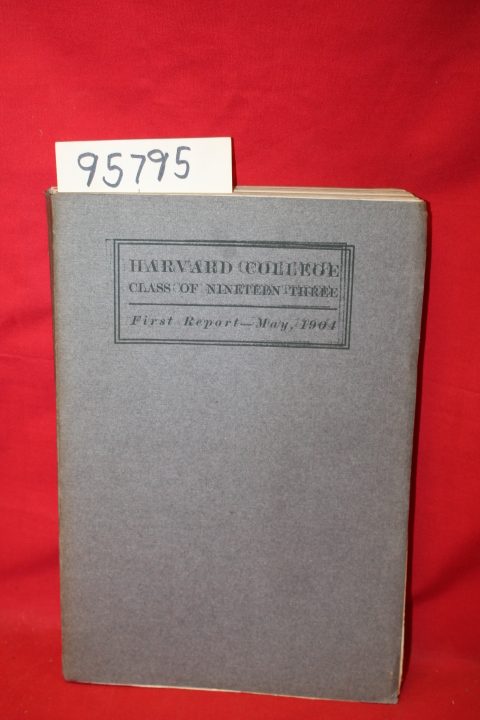 95795
HARVARD COLLEGE
CLASS OF NINETEEN THREE
First Report—May, 1904